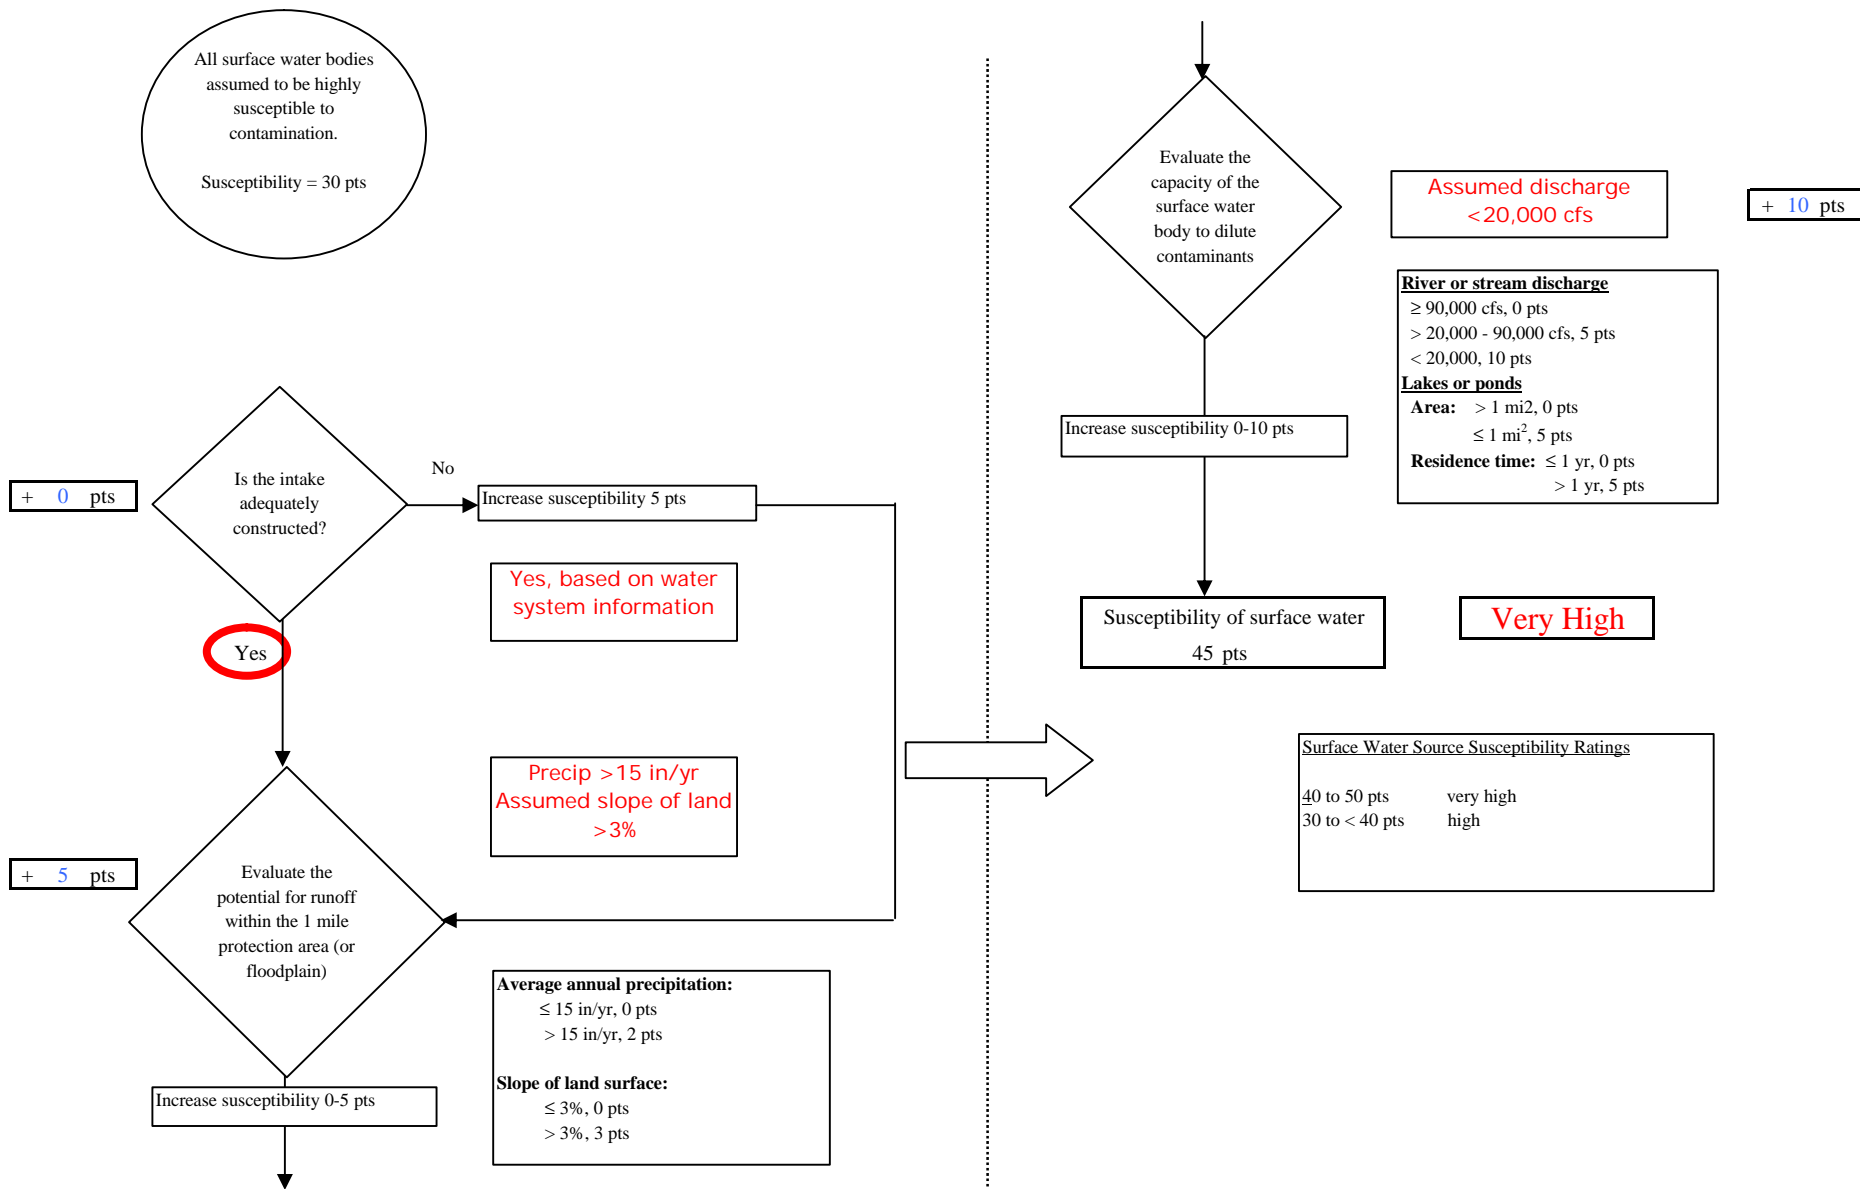 All surface water bodies
assumed to be highly
susceptible to
contamination.
Susceptibility = 30 pts
+ 0 pts
Is the intake
adequately
constructed?
No
Increase susceptibility 5 pts
Yes, based on water
system information
Yes
Precip >15 in/yr
Assumed slope of land
>3%
+ 5 pts
Evaluate the
potential for runoff
within the 1 mile
protection area (or
floodplain)
Average annual precipitation:
≤ 15 in/yr, 0 pts
> 15 in/yr, 2 pts
Slope of land surface:
≤ 3%, 0 pts
> 3%, 3 pts
Increase susceptibility 0-5 pts
Evaluate the
capacity of the
surface water
body to dilute
contaminants
Assumed discharge
<20,000 cfs
+ 10 pts
River or stream discharge
≥ 90,000 cfs, 0 pts
> 20,000 - 90,000 cfs, 5 pts
< 20,000, 10 pts
Lakes or ponds
Area: > 1 mi2, 0 pts
≤ 1 mi², 5 pts
Residence time: ≤ 1 yr, 0 pts
> 1 yr, 5 pts
Increase susceptibility 0-10 pts
Susceptibility of surface water
45 pts
Very High
Surface Water Source Susceptibility Ratings
40 to 50 pts very high
30 to < 40 pts high